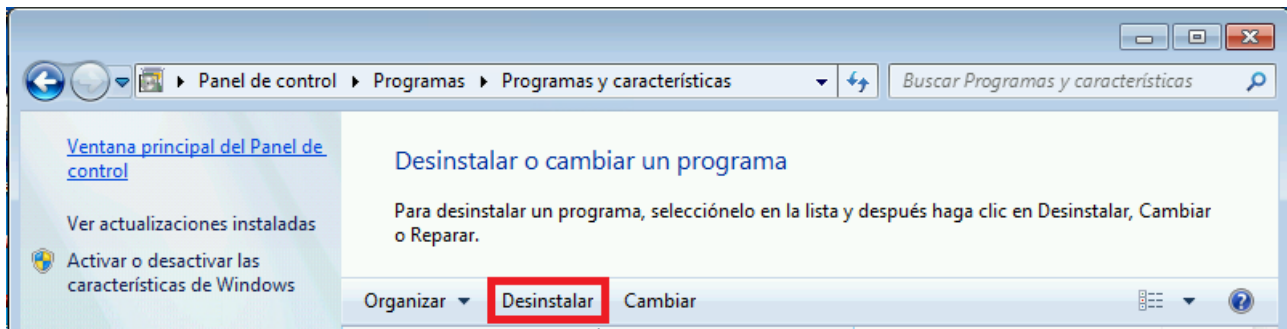 Panel de control Programas Programas y características
Buscar Programas y características
Ventana principal del Panel de
control
Ver actualizaciones instaladas
Activar o desactivar las
características de Windows
Desinstalar o cambiar un programa
Para desinstalar un programa, selecciónelo en la lista y después haga clic en Desinstalar, Cambiar
o Reparar.
Organizar Desinstalar Cambiar